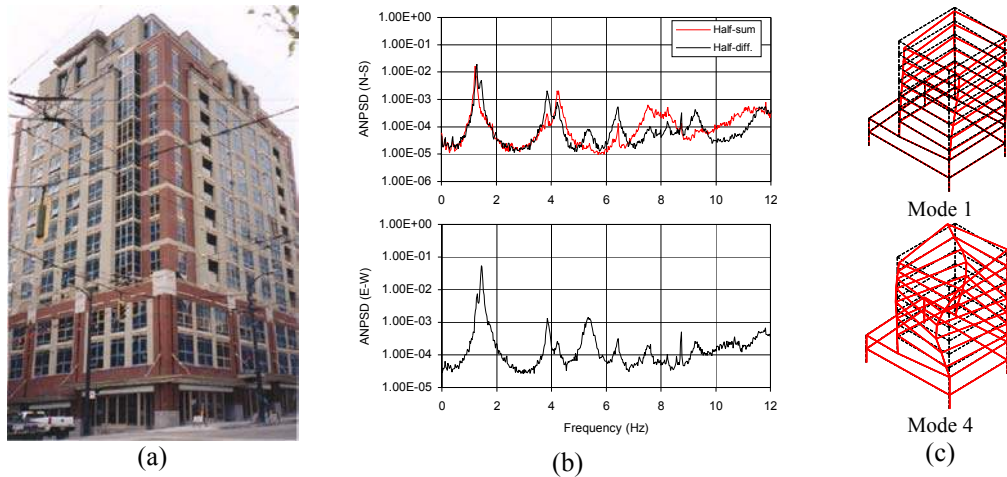 1.00E+00
1.00E-01
1.00E-02
1.00E-03
1.00E-04
1.00E-05
1.00E-06
ANPSD (N-S)
Half-sum
Half-diff.
0 2 4 6 8 10 12
1.00E+00
1.00E-01
1.00E-02
1.00E-03
1.00E-04
1.00E-05
ANPSD (E-W)
0 2 4 6 8 10 12
Frequency (Hz)
Mode 1
Mode 4
(a)
(b)
(c)